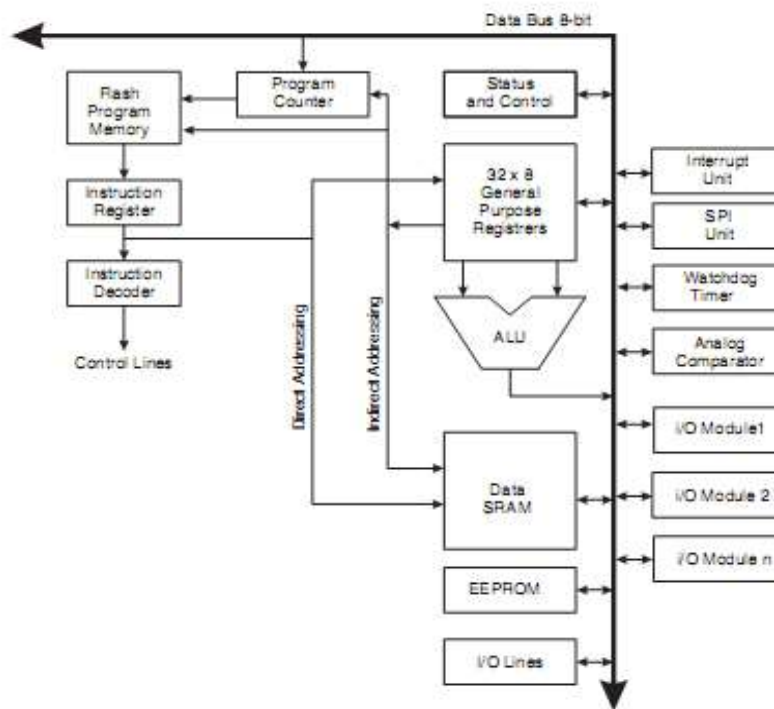 Data Bus 8-bit
Flash
Program
Memory
Program
Counter
Status
and Control
Interrupt
Unit
32 x 8
General
Purpose
Registrers
Instruction
Register
SPI
Unit
Instruction
Decoder
Watchdog
Timer
ALU
Analog
Comparator
Control Lines
Direct Addressing
Indirect Addressing
I/O Module1
Data
SRAM
I/O Module 2
I/O Module n
EEPROM
I/O Lines